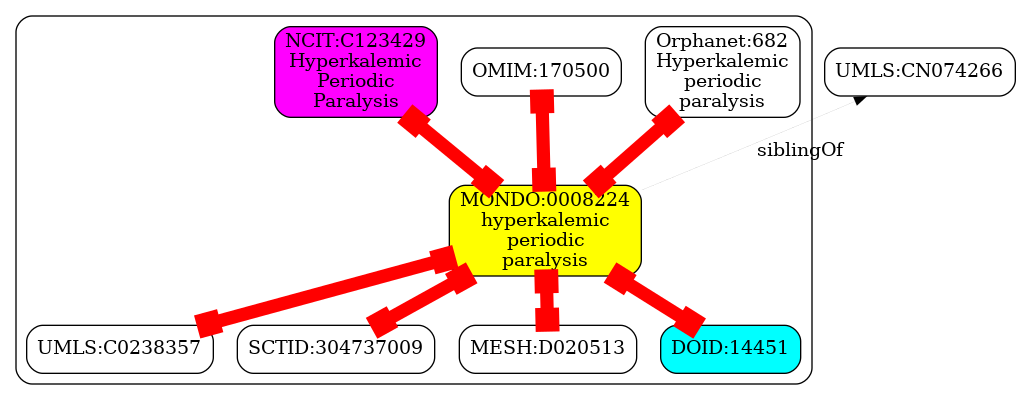 NCIT:C123429
Hyperkalemic
Periodic
Paralysis
OMIM:170500
Orphanet:682
Hyperkalemic
periodic
paralysis
UMLS:CN074266
siblingOf
MONDO:0008224
hyperkalemic
periodic
paralysis
UMLS:C0238357
SCTID:304737009
MESH:D020513
DOID:14451